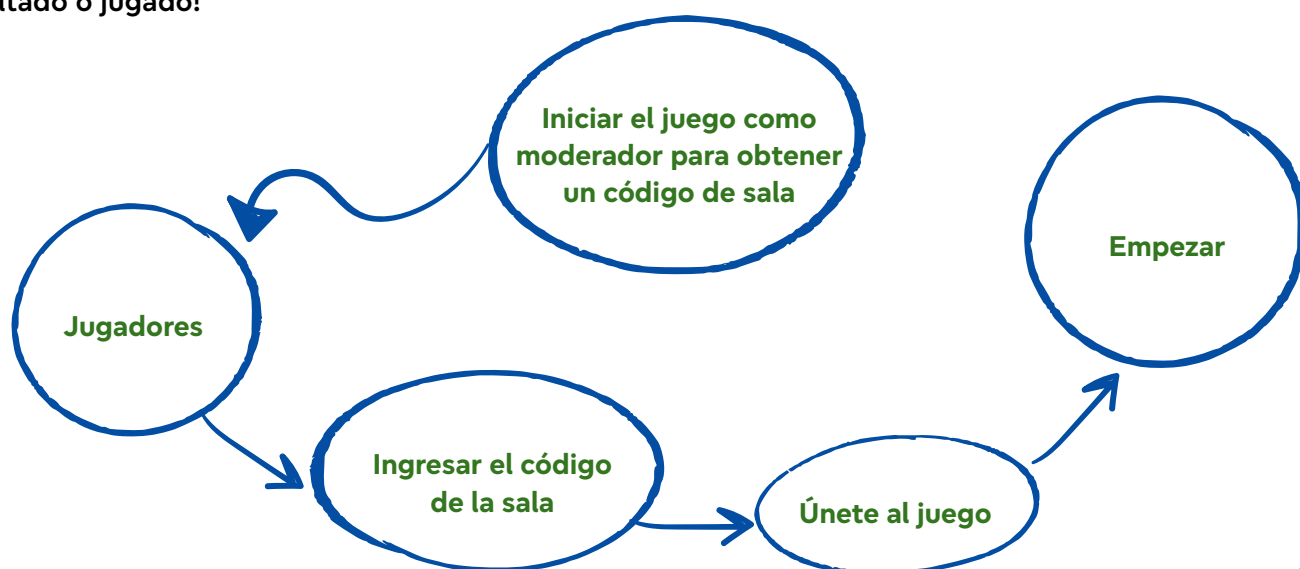 o jugado!
Iniciar el juego como
moderador para obtener
un código de sala
Empezar
Jugadores
Ingresar el código
de la sala
Únete al juego